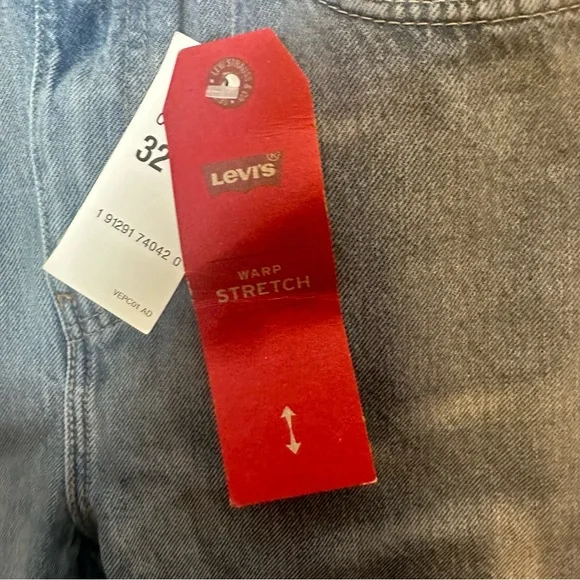 LEVI STRAUSS & CO.
32
Levi's®
1 91291 74042 0
VEPC01 AD
WARP
STRETCH